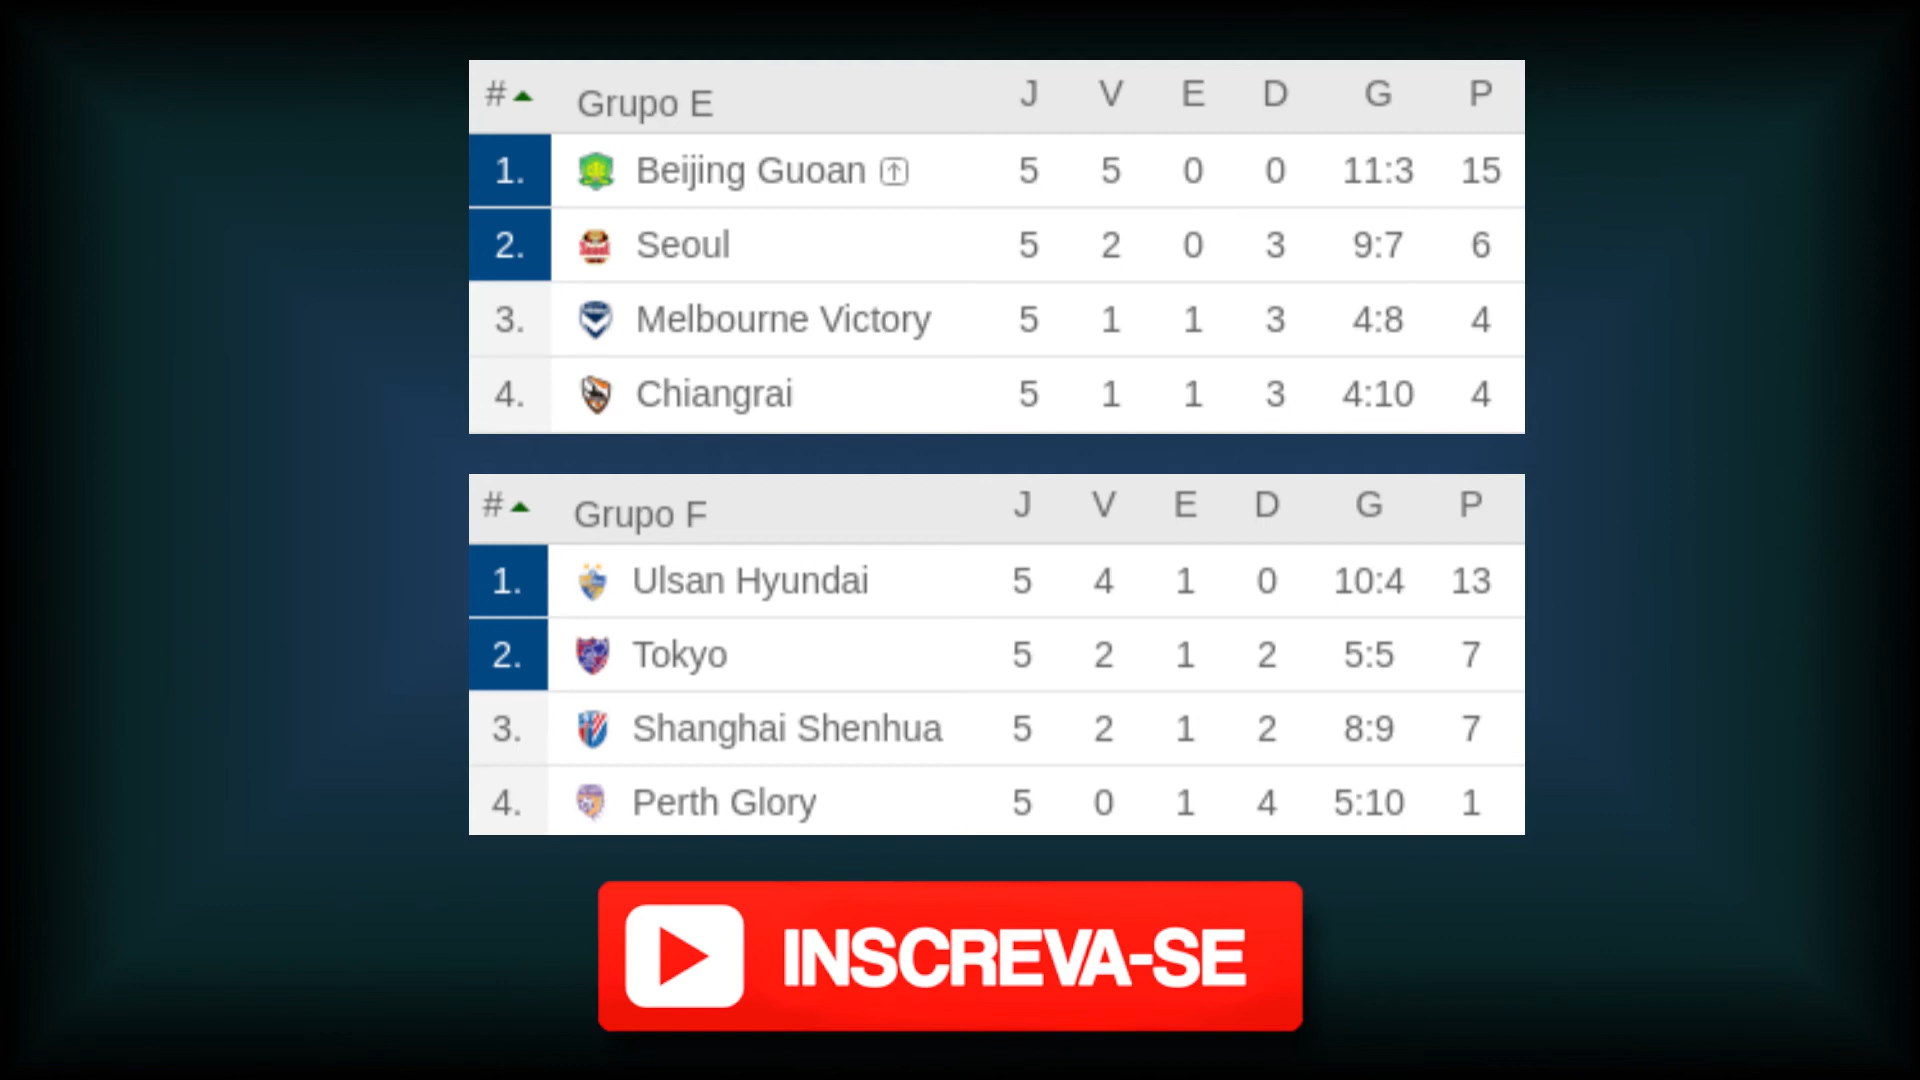 # Grupo E J V E D G P
1. Beijing Guoan 5 5 0 0 11:3 15
2. Seoul 5 2 0 3 9:7 6
3. Melbourne Victory 5 1 1 3 4:8 4
4. Chiangrai 5 1 1 3 4:10 4
# Grupo F J V E D G P
1. Ulsan Hyundai 5 4 1 0 10:4 13
2. Tokyo 5 2 1 2 5:5 7
3. Shanghai Shenhua 5 2 1 2 8:9 7
4. Perth Glory 5 0 1 4 5:10 1
INSCREVA-SE